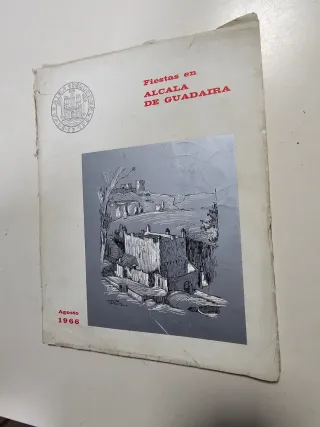 Fiestas en
ALCALA
DE GUADAIRA
Agosto
1966